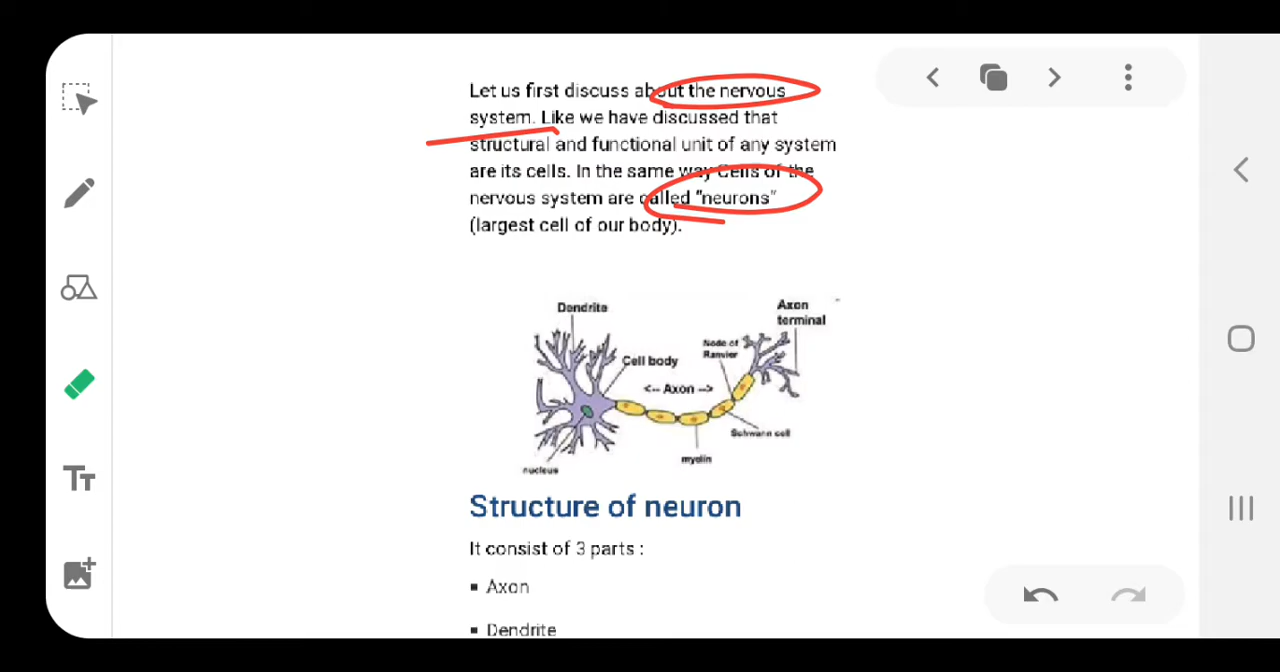 Let us first discuss about the nervous
system. Like we have discussed that
structural and functional unit of any system
are its cells. In the same way Cells of the
nervous system are called "neurons"
(largest cell of our body).
Dendrite
Axon
terminal
Node of
Ranvier
Cell body
<-- Axon -->
Schwann cell
myelin
nucleus
Structure of neuron
It consist of 3 parts :
▪ Axon
▪ Dendrite
TT